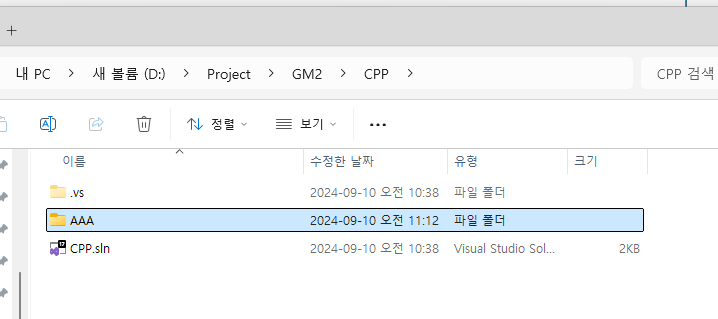 +
내 PC > 새 볼륨 (D:) > Project > GM2 > CPP >
CPP 검색
정렬 보기 ...
이름 수정한 날짜 유형 크기
.vs 2024-09-10 오전 10:38 파일 폴더
AAA 2024-09-10 오전 11:12 파일 폴더
CPP.sln 2024-09-10 오전 10:38 Visual Studio Sol... 2KB